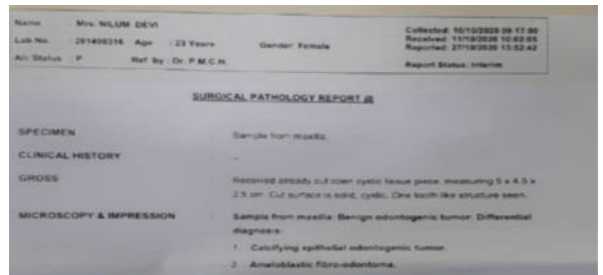 Name : Mrs. NILUM DEVI
Collected: 10/10/2020 09:17:00
Lab No. : 281406316 Age : 23 Years Gender: Female
Received: 11/10/2020 10:02:05
Reported: 27/10/2020 13:52:42
A/c Status : P Ref by : Dr. P.M.C.H.
Report Status: Interim
SURGICAL PATHOLOGY REPORT
SPECIMEN Sample from maxilla.
CLINICAL HISTORY --
GROSS Received already cut open cystic tissue piece, measuring 5 x 4.5 x
2.5 cm. Cut surface is solid, cystic. One tooth like structure seen.
MICROSCOPY & IMPRESSION : Sample from maxilla: Benign odontogenic tumor: Differential
diagnosis:
1. Calcifying epithelial odontogenic tumor.
2. Ameloblastic fibro-odontoma.